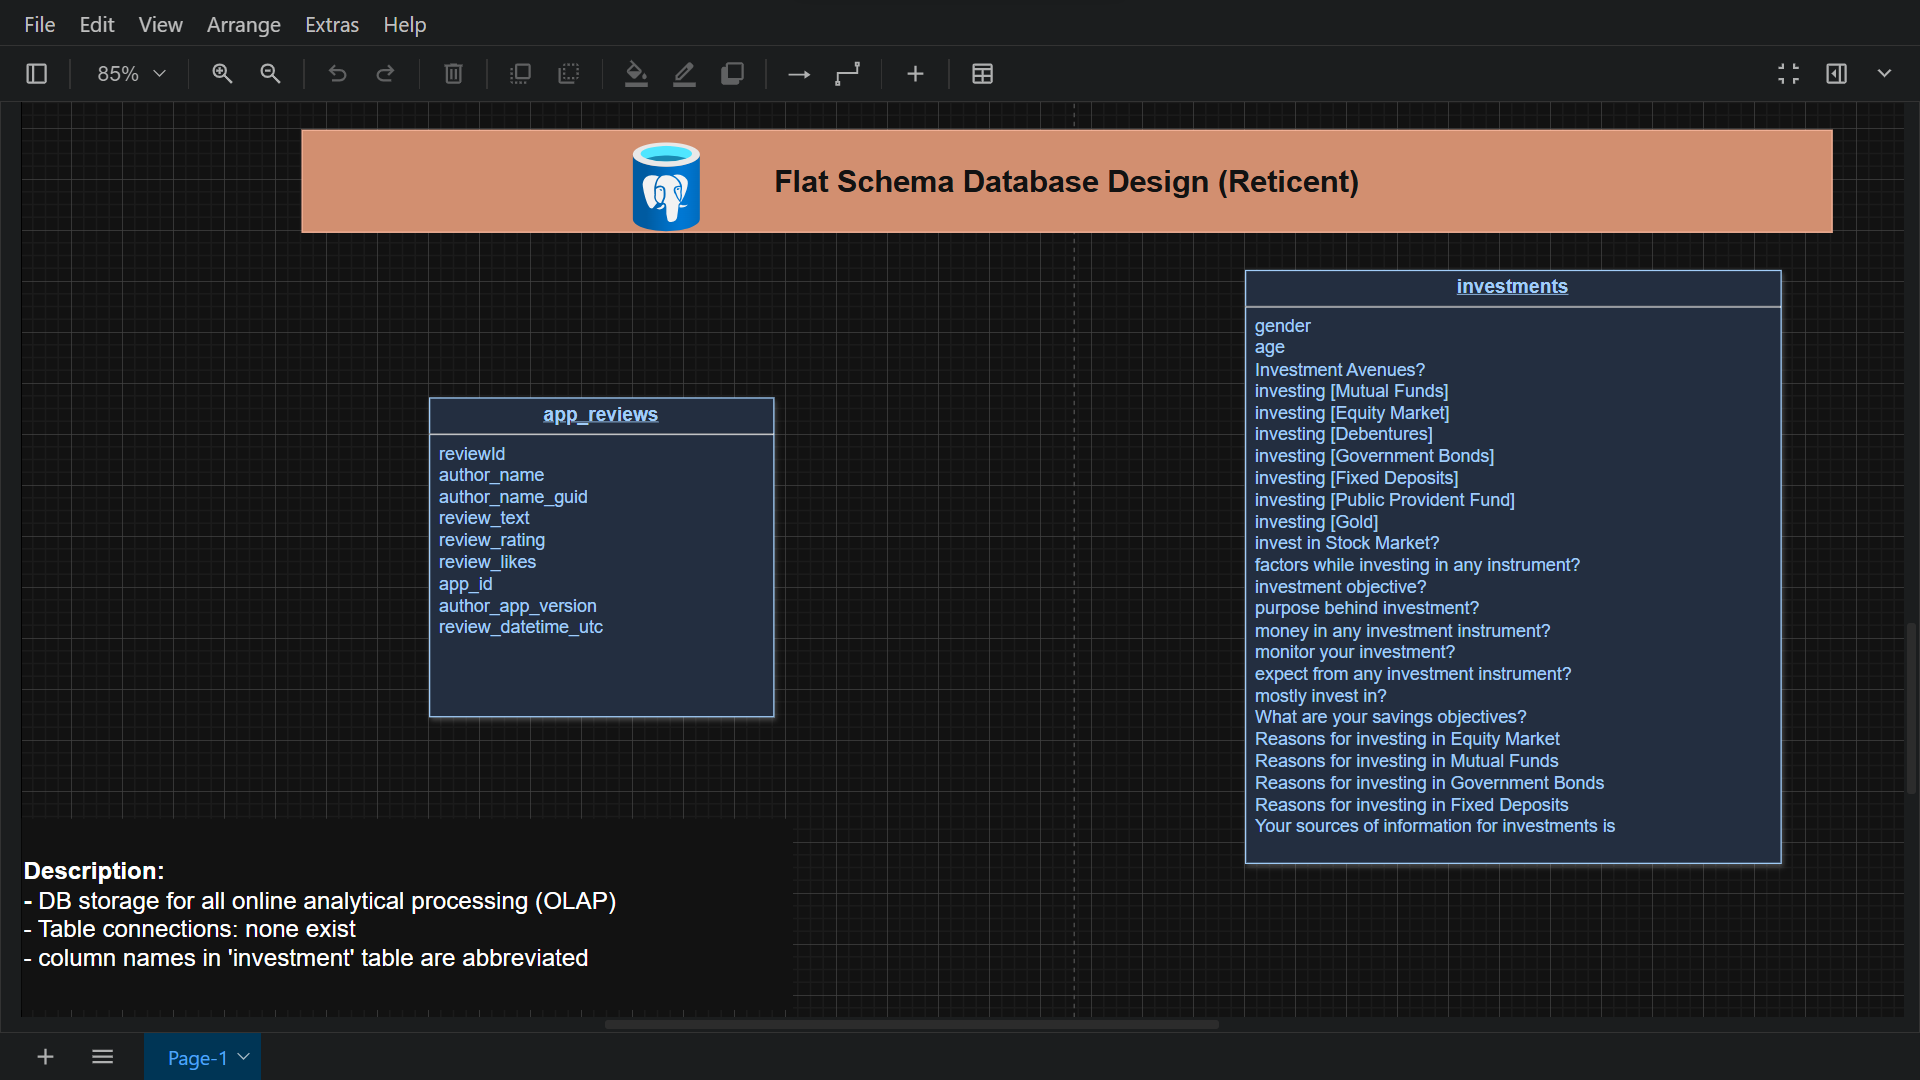 File Edit View Arrange Extras Help
85%
Flat Schema Database Design (Reticent)
app_reviews
reviewId
author_name
author_name_guid
review_text
review_rating
review_likes
app_id
author_app_version
review_datetime_utc
investments
gender
age
Investment Avenues?
investing [Mutual Funds]
investing [Equity Market]
investing [Debentures]
investing [Government Bonds]
investing [Fixed Deposits]
investing [Public Provident Fund]
investing [Gold]
invest in Stock Market?
factors while investing in any instrument?
investment objective?
purpose behind investment?
money in any investment instrument?
monitor your investment?
expect from any investment instrument?
mostly invest in?
What are your savings objectives?
Reasons for investing in Equity Market
Reasons for investing in Mutual Funds
Reasons for investing in Government Bonds
Reasons for investing in Fixed Deposits
Your sources of information for investments is
Description:
- DB storage for all online analytical processing (OLAP)
- Table connections: none exist
- column names in 'investment' table are abbreviated
Page-1